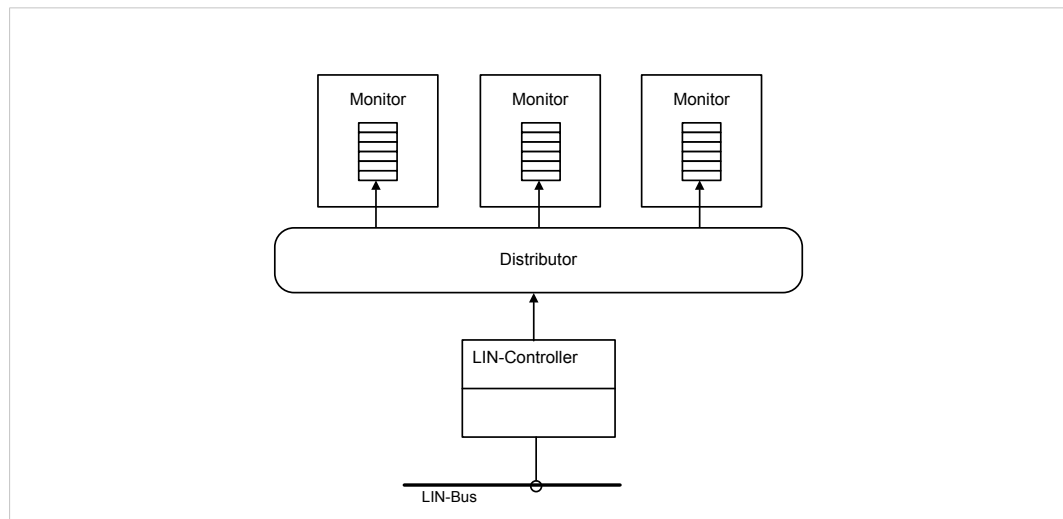 Monitor
Monitor
Monitor
Distributor
LIN-Controller
LIN-Bus